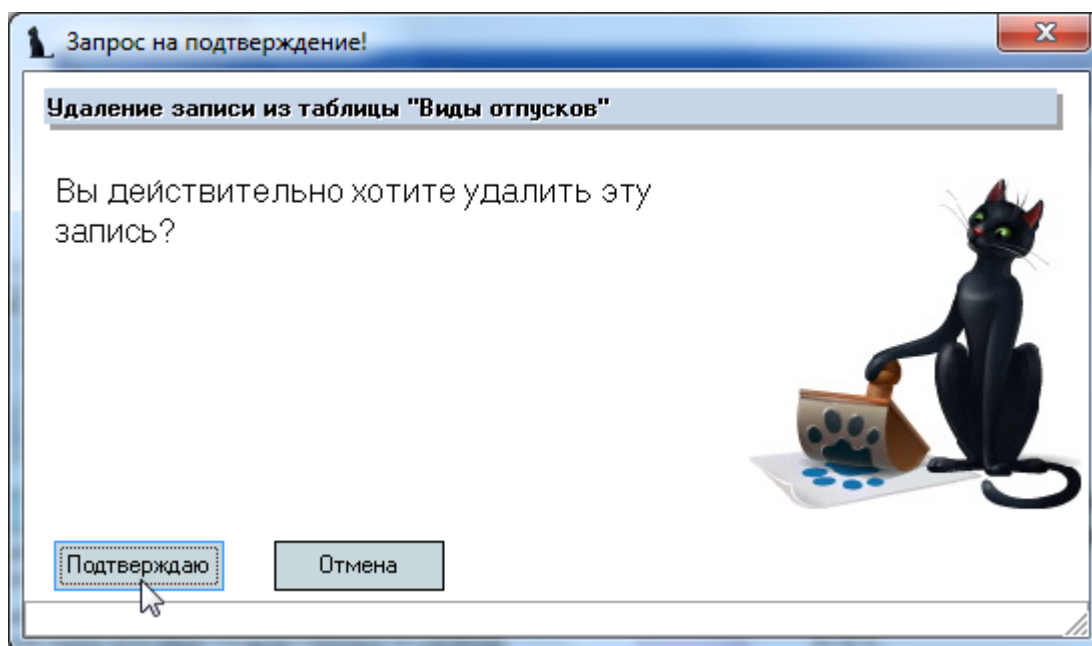 Запрос на подтверждение!
Удаление записи из таблицы "Виды отпусков"
Вы действительно хотите удалить эту
запись?
Подтверждаю
Отмена